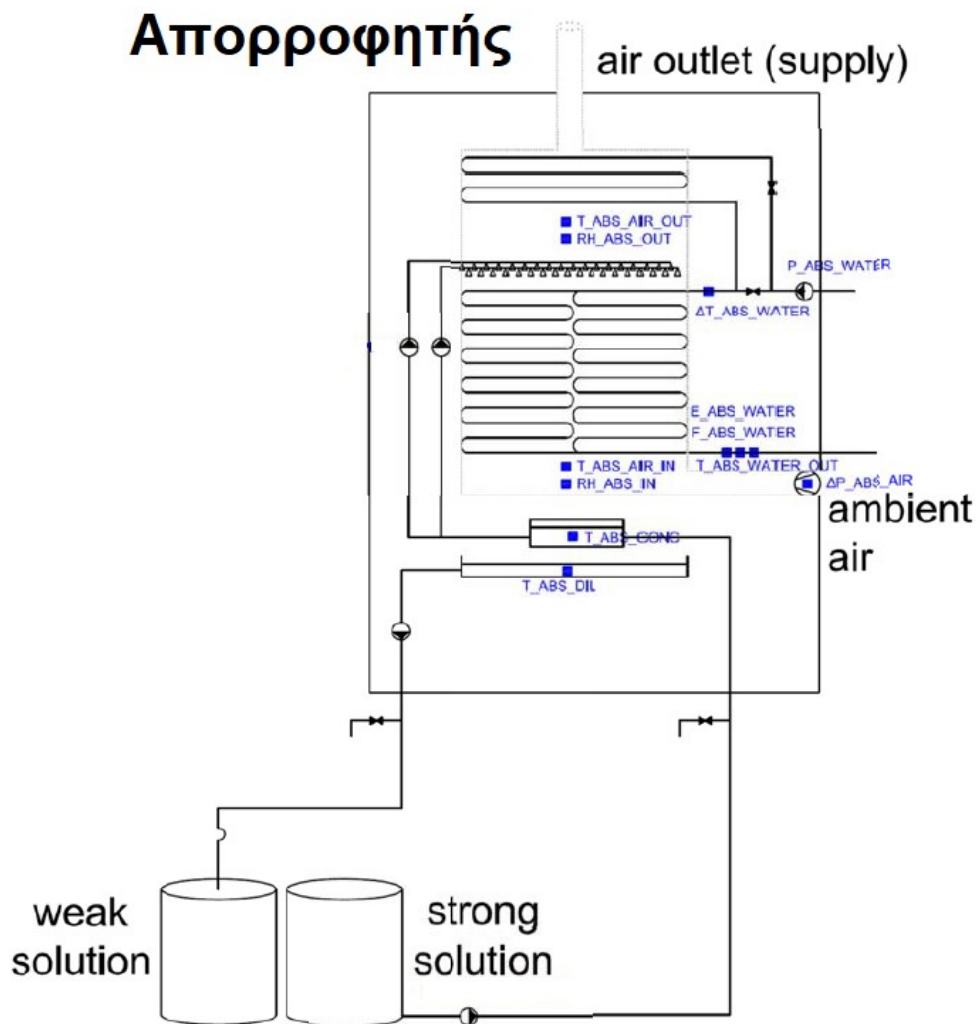 Απορροφητής
air outlet (supply)
T_ABS_AIR_OUT
RH_ABS_OUT
P_ABS_WATER
ΔT_ABS_WATER
E_ABS_WATER
F_ABS_WATER
T_ABS_AIR_IN
T_ABS_WATER_OUT
RH_ABS_IN
ΔP_ABS_AIR
ambient
air
T_ABS_CONC
T_ABS_DIL
weak
solution
strong
solution